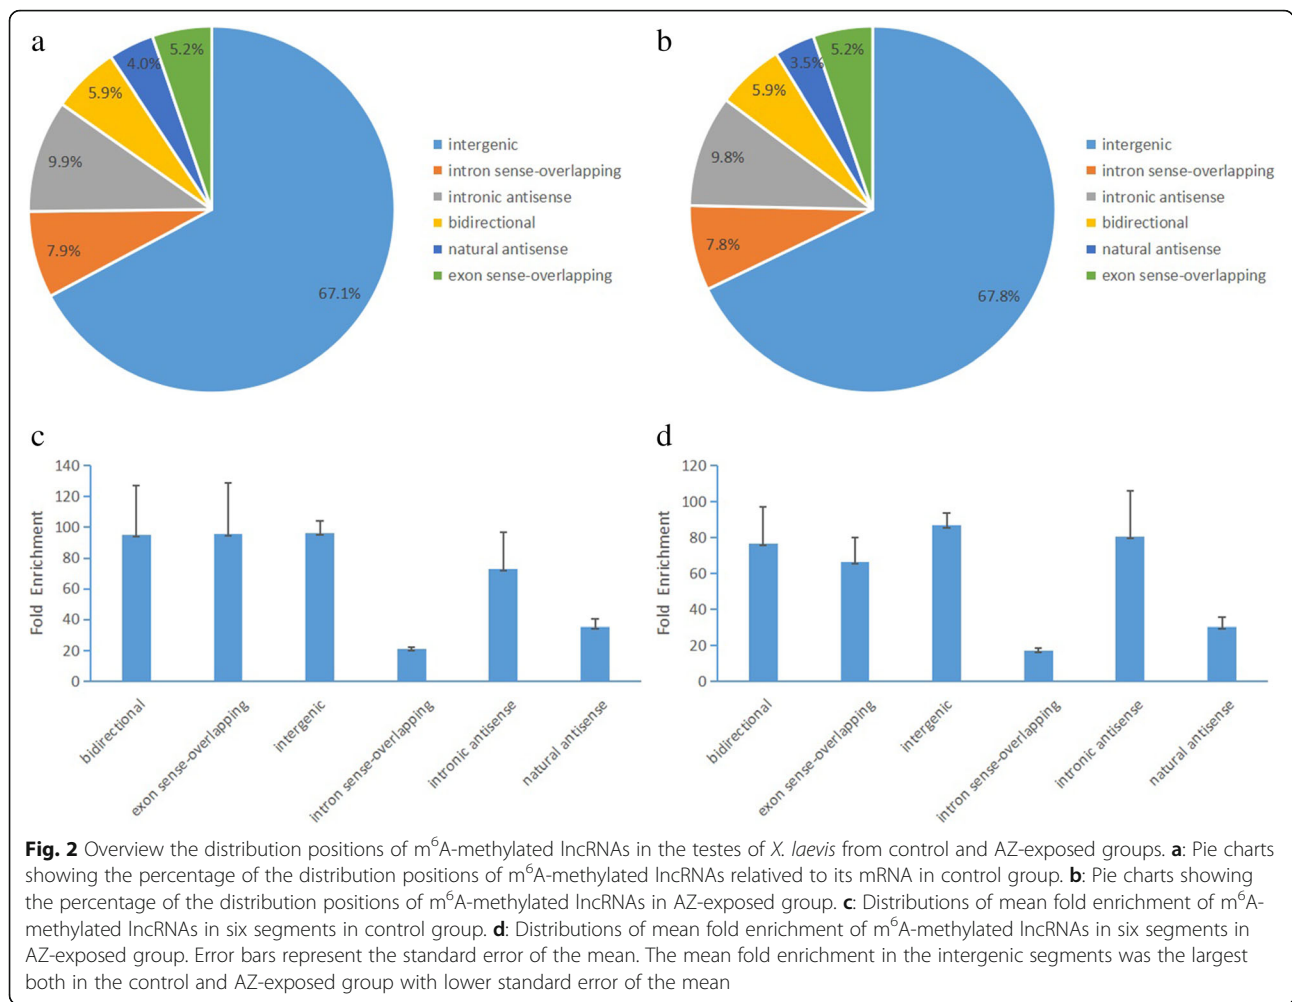 a
5.2%
4.0%
5.9%
9.9%
7.9%
67.1%
intergenic
intron sense-overlapping
intronic antisense
bidirectional
natural antisense
exon sense-overlapping
b
5.2%
3.5%
5.9%
9.8%
7.8%
67.8%
intergenic
intron sense-overlapping
intronic antisense
bidirectional
natural antisense
exon sense-overlapping
c
Fold Enrichment
140
120
100
80
60
40
20
0
bidirectional
exon sense-overlapping
intergenic
intron sense-overlapping
intronic antisense
natural antisense
d
Fold Enrichment
120
100
80
60
40
20
0
bidirectional
exon sense-overlapping
intergenic
intron sense-overlapping
intronic antisense
natural antisense
Fig. 2 Overview the distribution positions of m⁶A-methylated lncRNAs in the testes of X. laevis from control and AZ-exposed groups. a: Pie charts
showing the percentage of the distribution positions of m⁶A-methylated lncRNAs relatived to its mRNA in control group. b: Pie charts showing
the percentage of the distribution positions of m⁶A-methylated lncRNAs in AZ-exposed group. c: Distributions of mean fold enrichment of m⁶A-
methylated lncRNAs in six segments in control group. d: Distributions of mean fold enrichment of m⁶A-methylated lncRNAs in six segments in
AZ-exposed group. Error bars represent the standard error of the mean. The mean fold enrichment in the intergenic segments was the largest
both in the control and AZ-exposed group with lower standard error of the mean